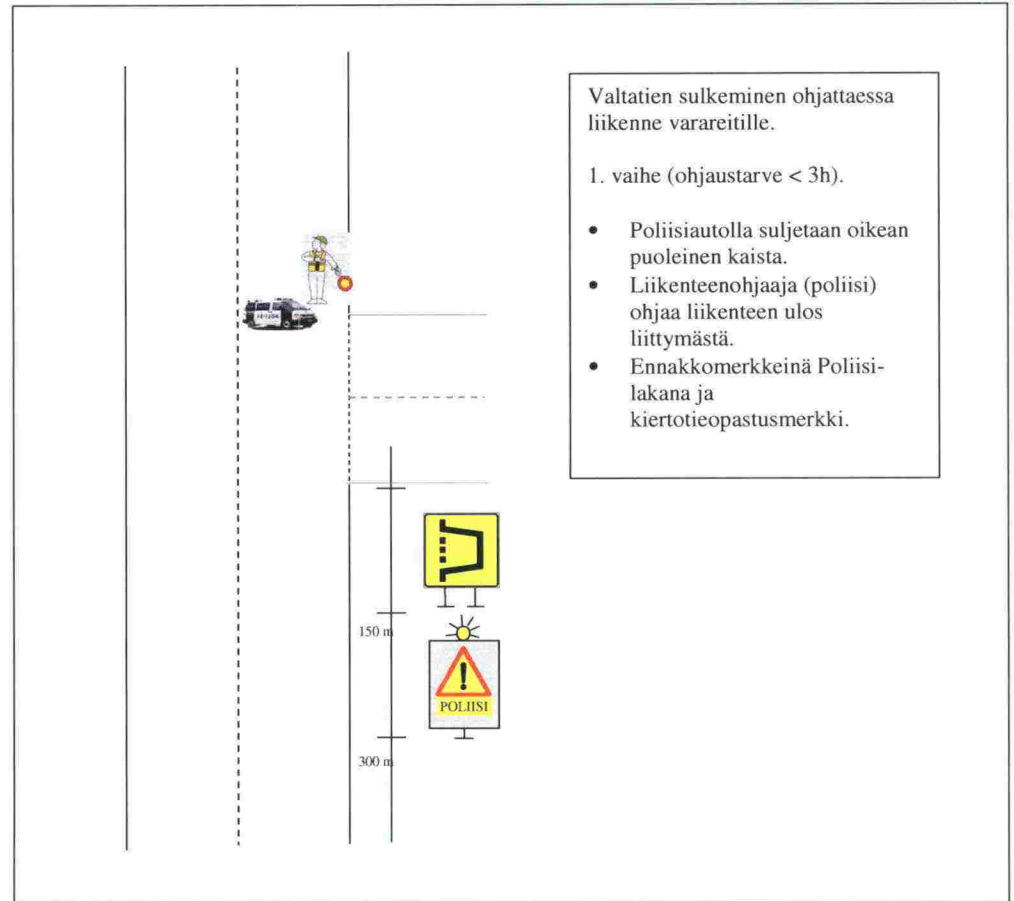 Valtatien sulkeminen ohjattaessa
liikenne varareitille.
1. vaihe (ohjaustarve < 3h).
• Poliisiautolla suljetaan oikean
puoleinen kaista.
• Liikenteenohjaaja (poliisi)
ohjaa liikenteen ulos
liittymästä.
• Ennakkomerkkeinä Poliisi-
lakana ja
kiertotieopastusmerkki.
150 m
POLIISI
300 m